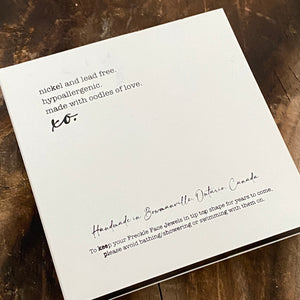 nickel and lead free.
hypoallergenic.
made with oodles of love.
xo.
Handmade in Bowmanville, Ontario, Canada
To keep your Freckle Face Jewels in tip top shape for years to come,
please avoid bathing/showering or swimming with them on.